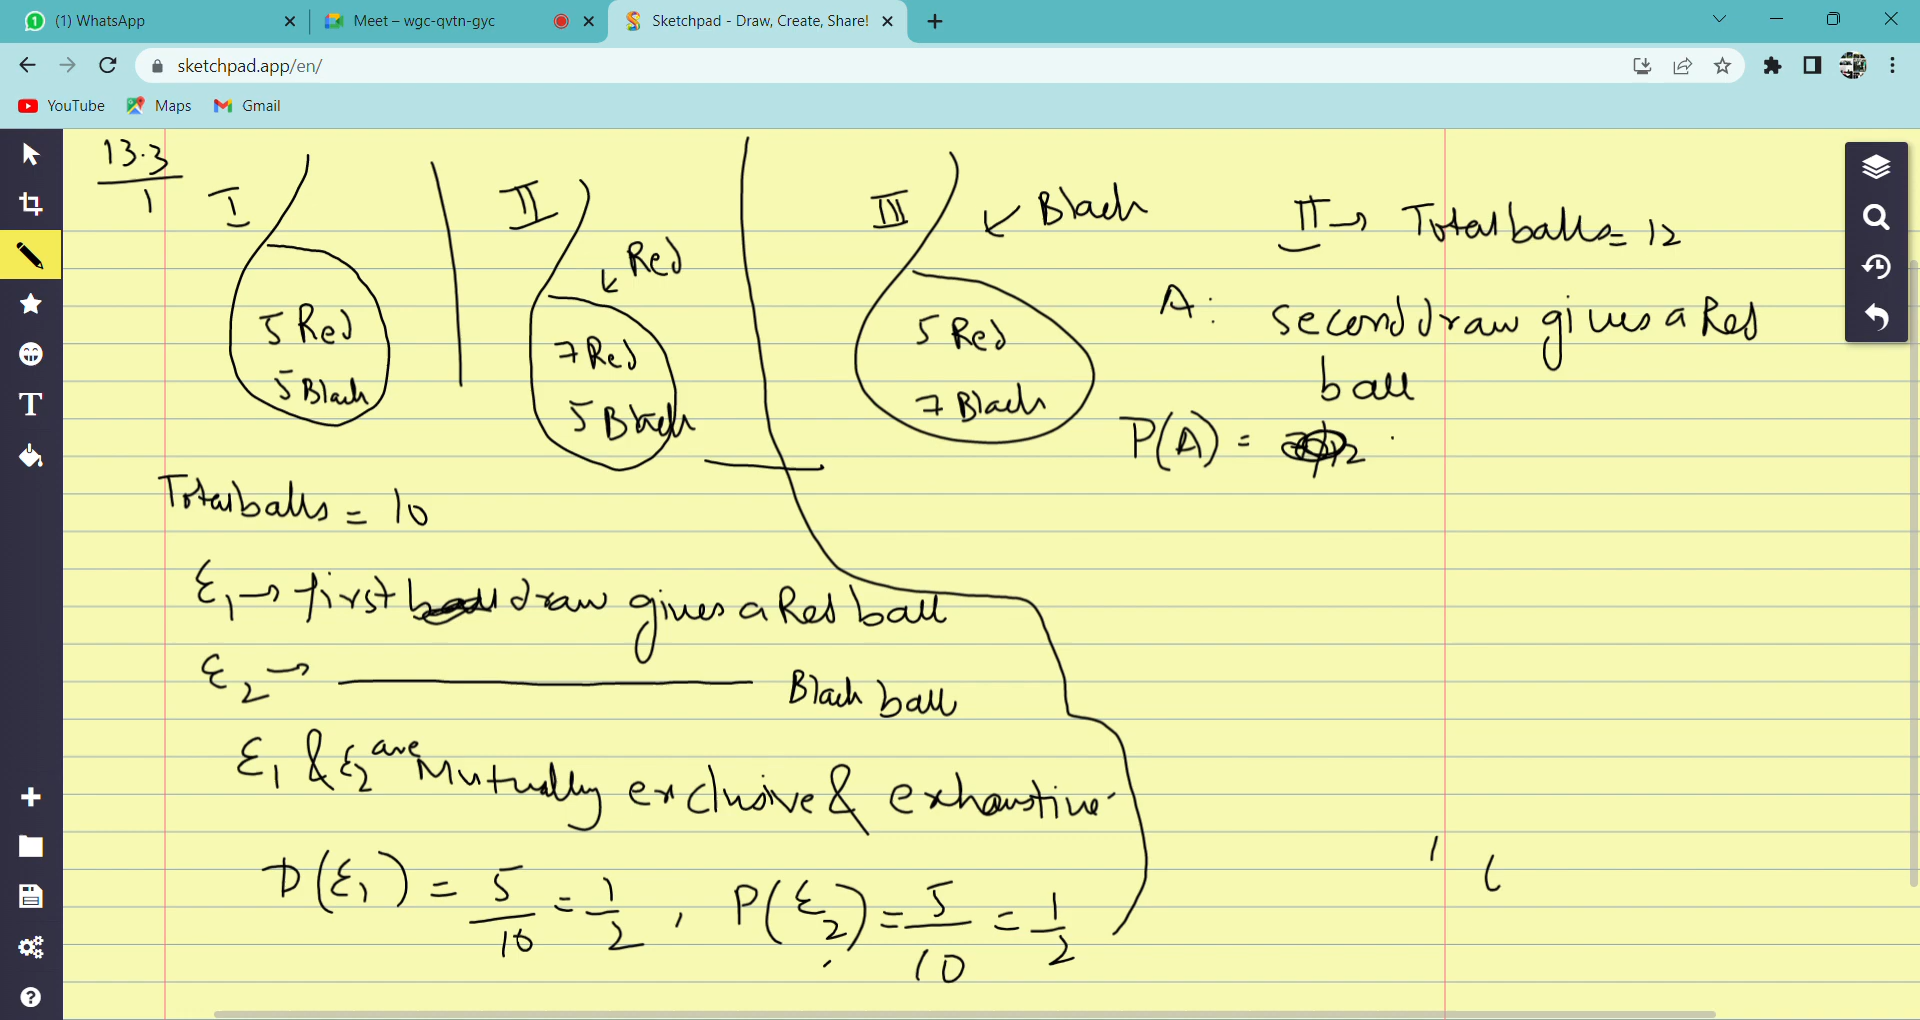 (1) WhatsApp
Meet – wgc-qvtn-gyc
Sketchpad - Draw, Create, Share!
sketchpad.app/en/
YouTube
Maps
Gmail
13.3
1
I
II
III
Black
II → Total balls = 12
Red
5 Red
5 Black
7 Red
5 Black
5 Red
7 Black
A: second draw gives a Red
ball
P(A) =
Total balls = 10
E1 → first draw gives a Red ball
E2 → Black ball
E1 & E2 are Mutually exclusive & exhaustive.
P(E1) = 5/10 = 1/2 , P(E2) = 5/10 = 1/2